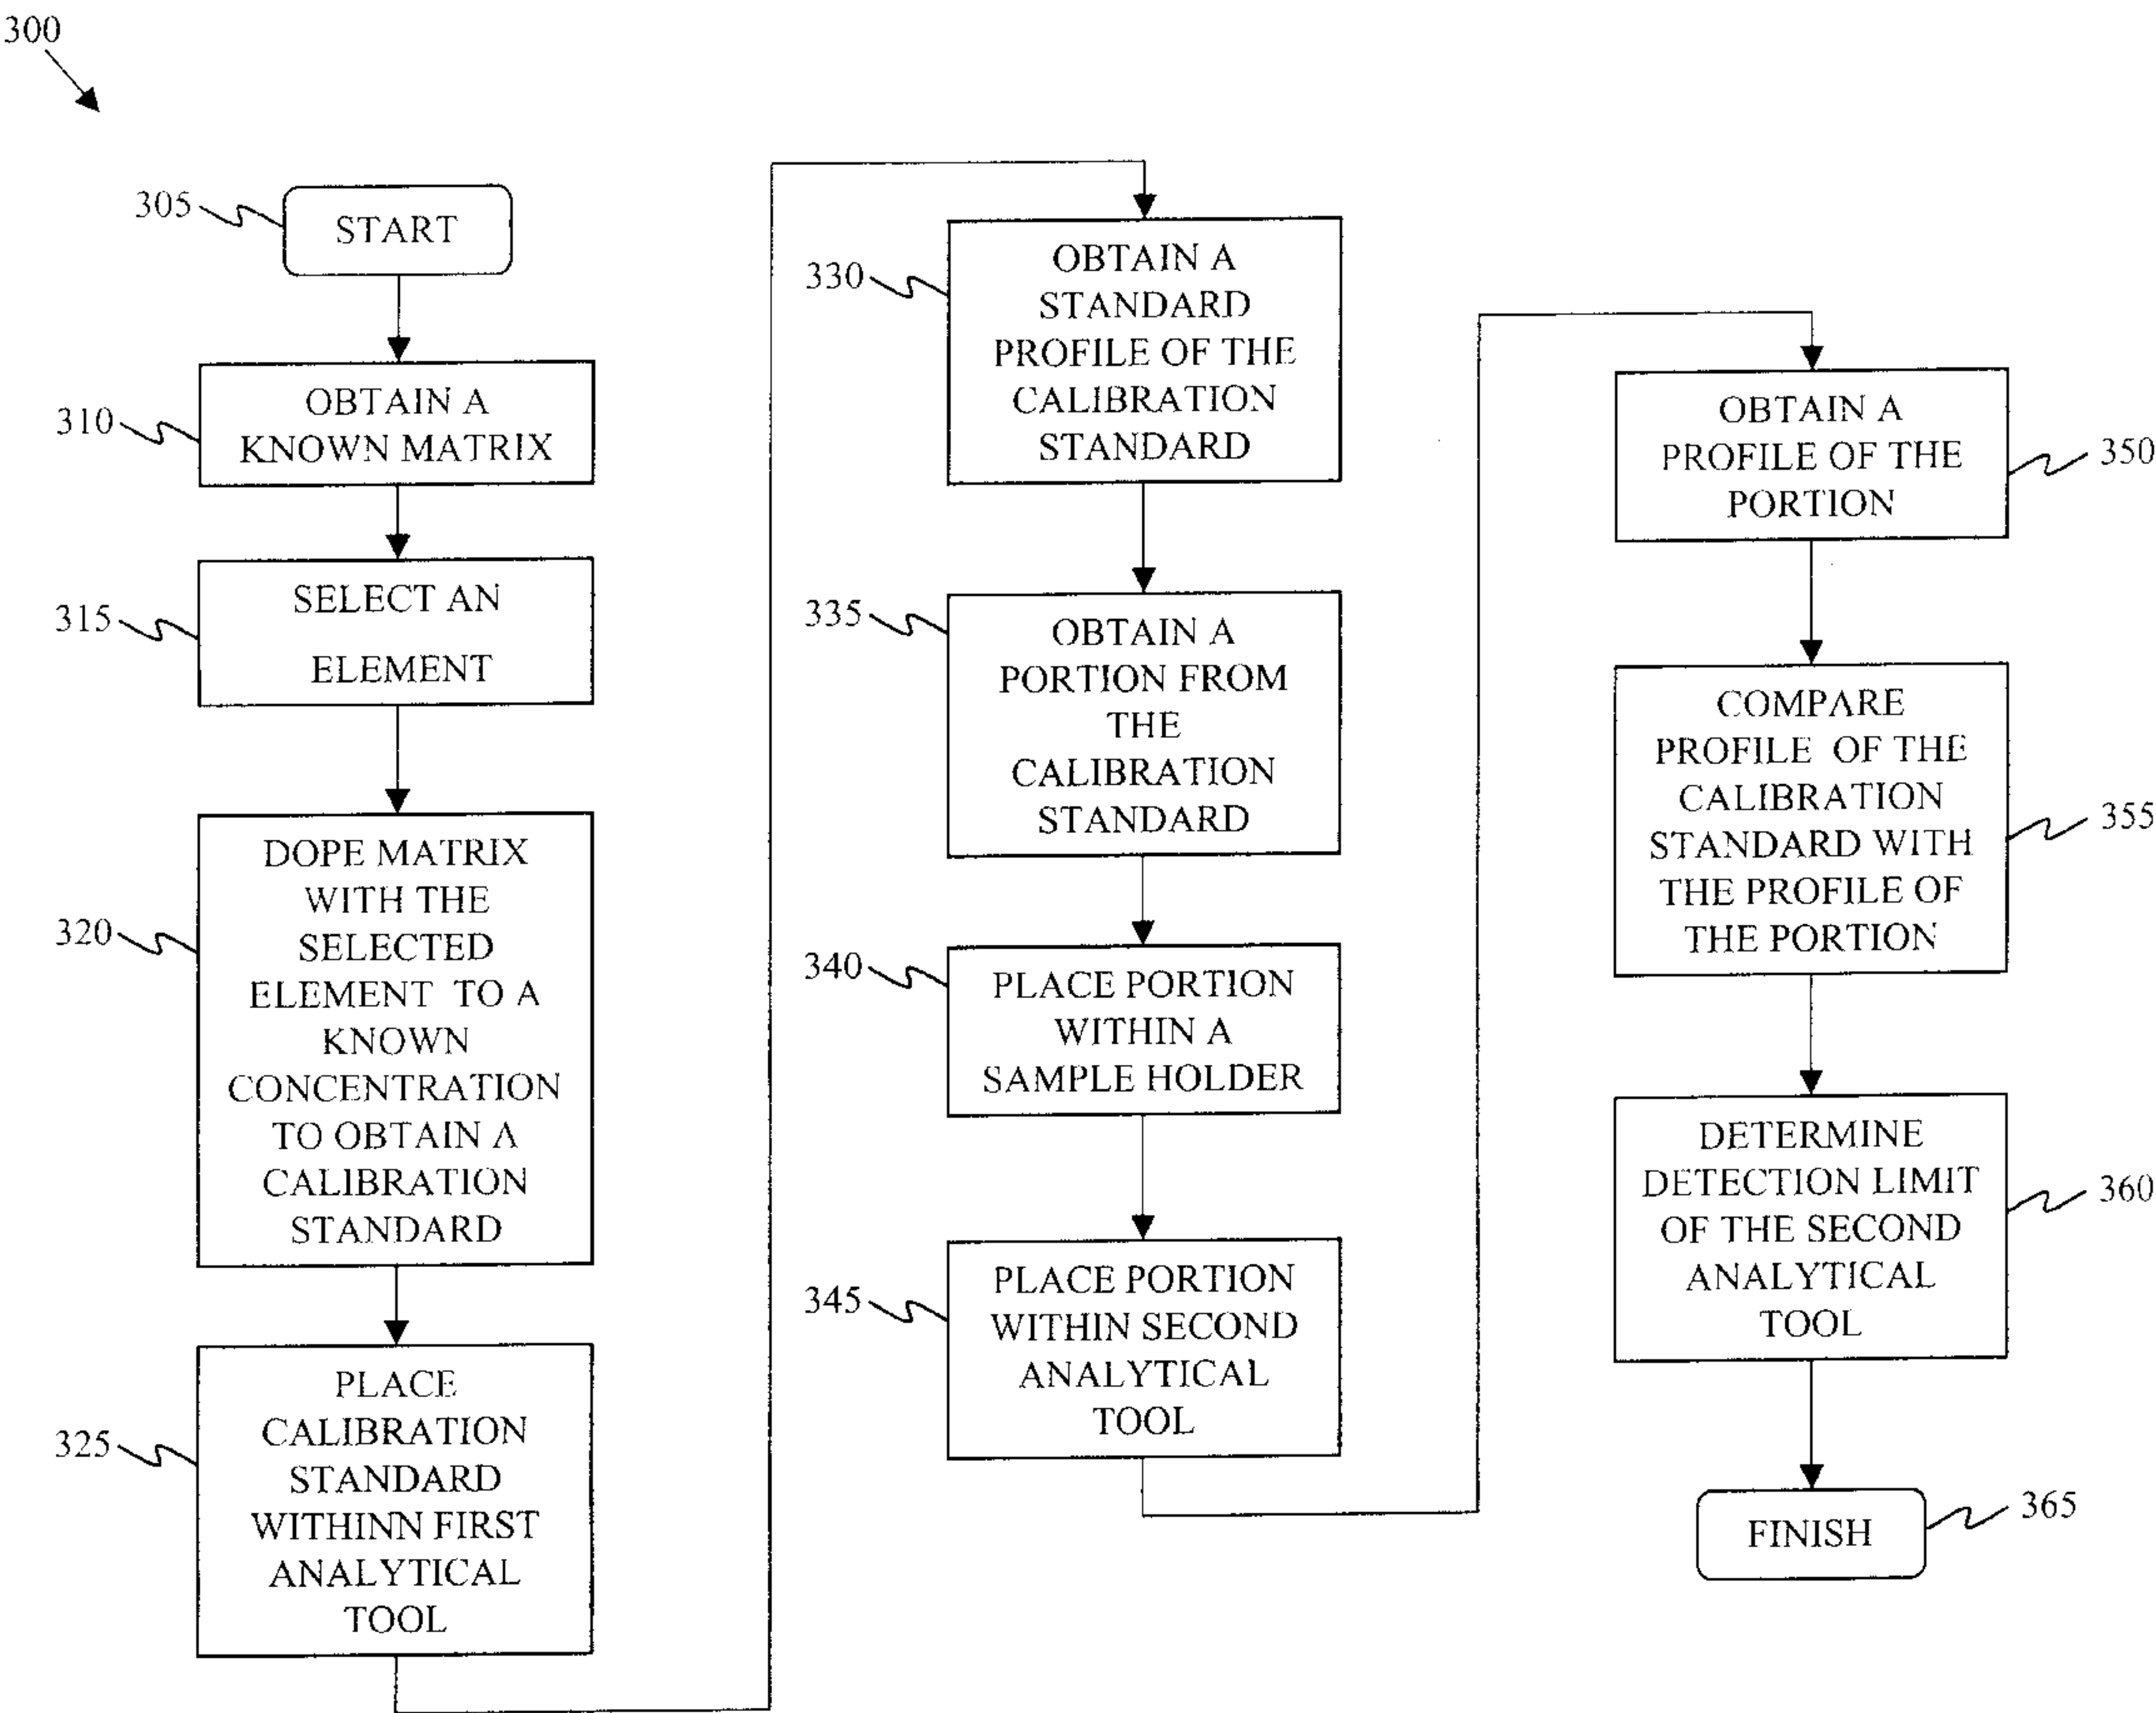 300
305
START
310
OBTAIN A
KNOWN MATRIX
315
SELECT AN
ELEMENT
320
DOPE MATRIX
WITH THE
SELECTED
ELEMENT TO A
KNOWN
CONCENTRATION
TO OBTAIN A
CALIBRATION
STANDARD
325
PLACE
CALIBRATION
STANDARD
WITHINN FIRST
ANALYTICAL
TOOL
330
OBTAIN A
STANDARD
PROFILE OF THE
CALIBRATION
STANDARD
335
OBTAIN A
PORTION FROM
THE
CALIBRATION
STANDARD
340
PLACE PORTION
WITHIN A
SAMPLE HOLDER
345
PLACE PORTION
WITHIN SECOND
ANALYTICAL
TOOL
OBTAIN A
PROFILE OF THE
PORTION
350
COMPARE
PROFILE OF THE
CALIBRATION
STANDARD WITH
THE PROFILE OF
THE PORTION
355
DETERMINE
DETECTION LIMIT
OF THE SECOND
ANALYTICAL
TOOL
360
FINISH
365